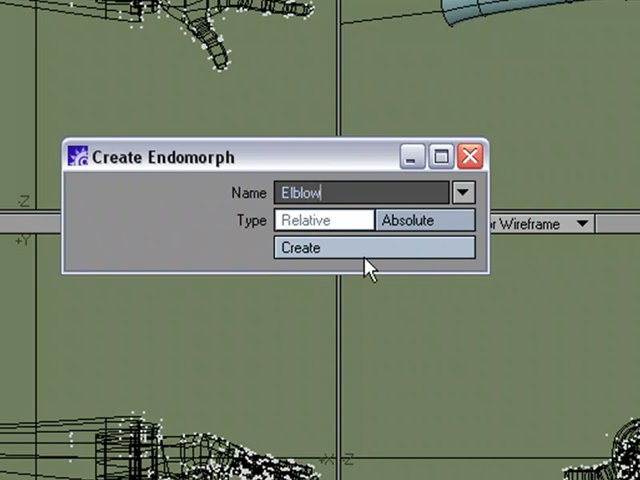 Create Endomorph
Name Elblow
Type Relative Absolute
Create
-Z
+Y
r Wireframe
+X -Z